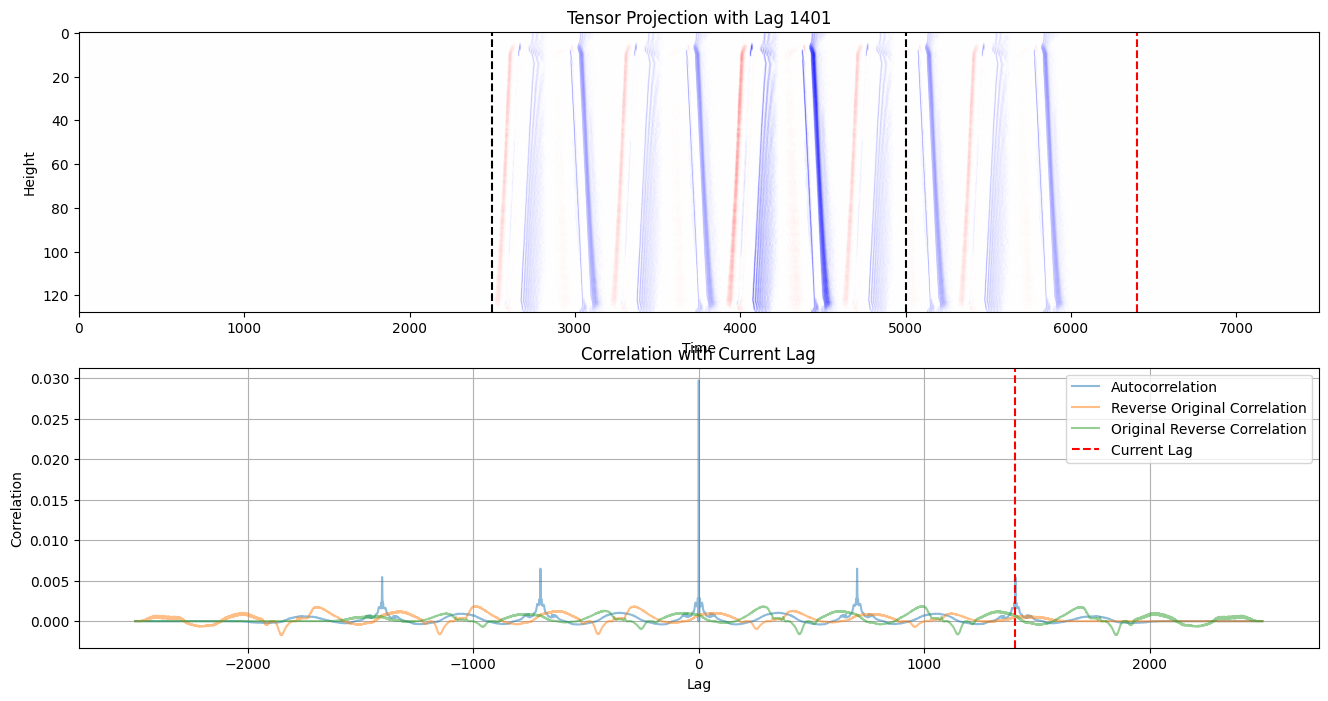 Tensor Projection with Lag 1401
Height
0
20
40
60
80
100
120
0 1000 2000 3000 4000 5000 6000 7000
Time
Correlation with Current Lag
Correlation
0.030
0.025
0.020
0.015
0.010
0.005
0.000
Autocorrelation
Reverse Original Correlation
Original Reverse Correlation
Current Lag
−2000 −1000 0 1000 2000
Lag